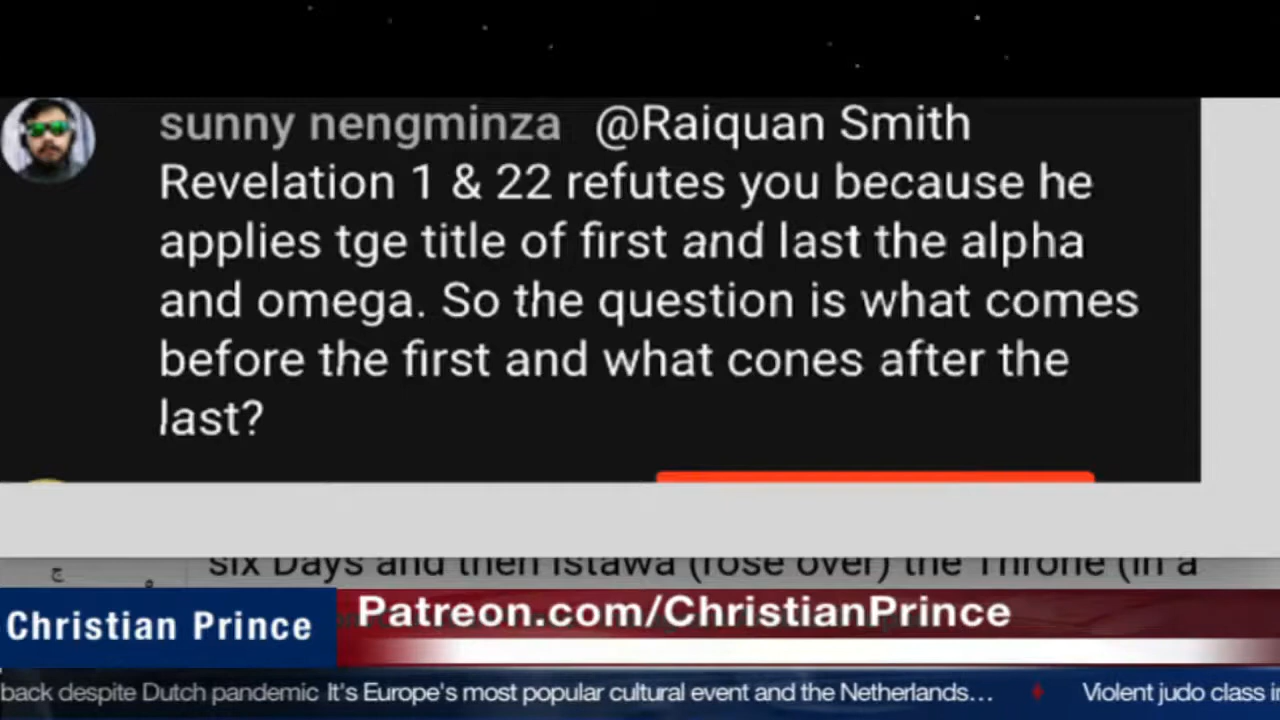 sunny nengminza @Raiquan Smith
Revelation 1 & 22 refutes you because he
applies tge title of first and last the alpha
and omega. So the question is what comes
before the first and what cones after the
last?
six Days and then Istawa (rose over) the Throne (in a
Christian Prince
Patreon.com/ChristianPrince
back despite Dutch pandemic It's Europe's most popular cultural event and the Netherlands… Violent judo class in